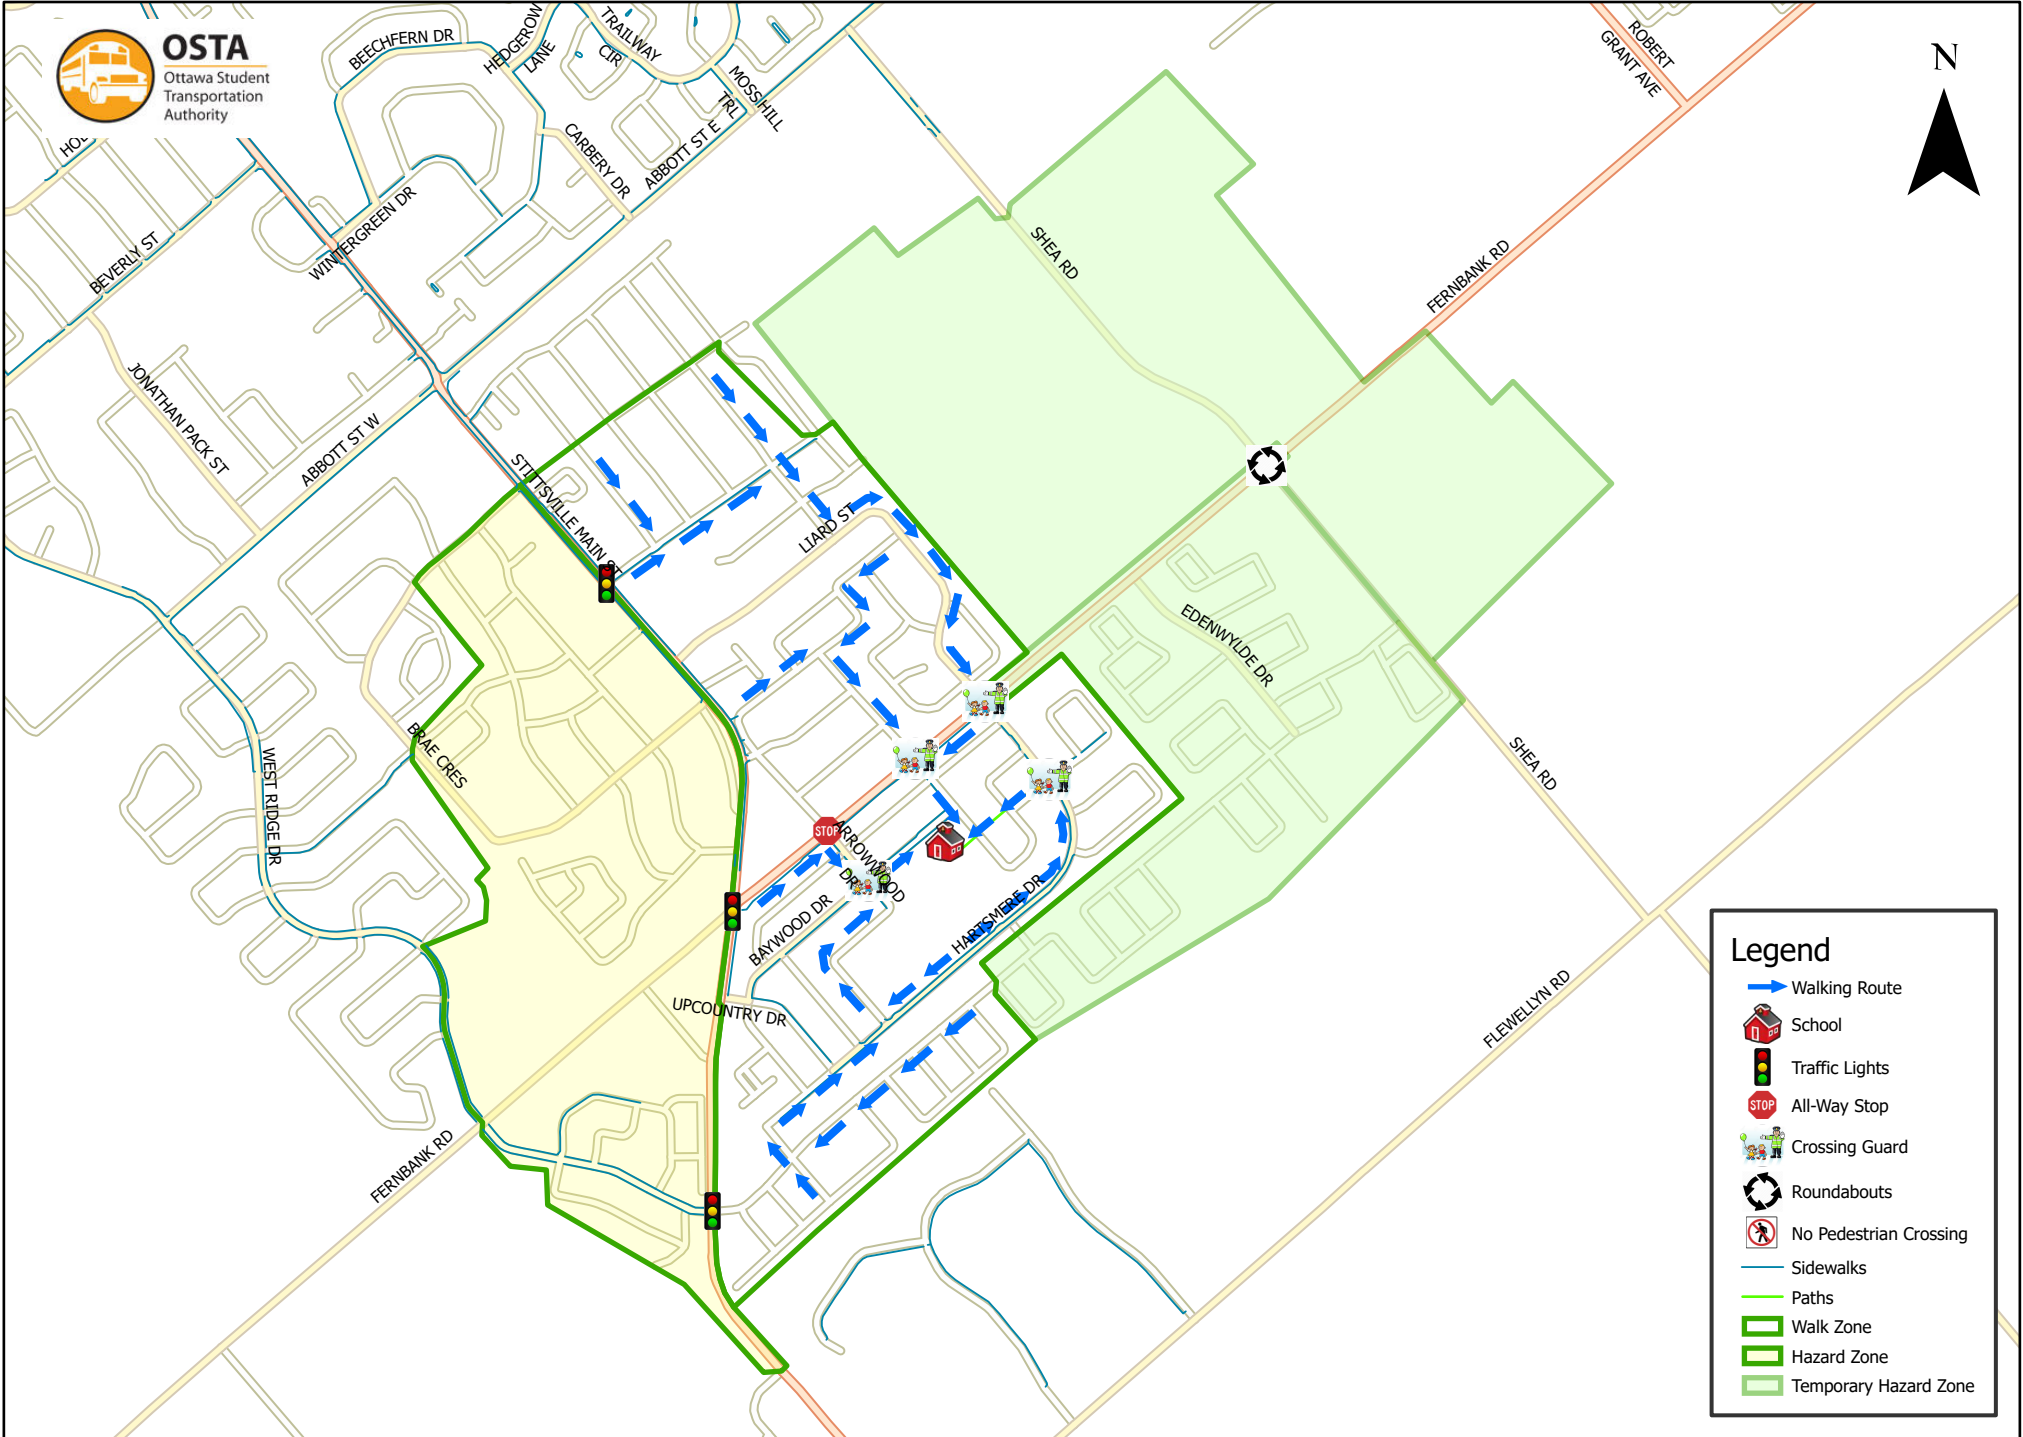 OSTA
Ottawa Student
Transportation
Authority
BEECHFERN DR
HEDGEROW
LANE
TRAILWAY
CIR
MOSS HILL
TRL
ROBERT
GRANT AVE
N
CARBERY DR
ABBOTT ST E
WINTERGREEN DR
BEVERLY ST
SHEA RD
FERNBANK RD
JONATHAN PACK ST
ABBOTT ST W
STITTSVILLE MAIN ST
LIARD ST
EDENWYLDE DR
BRAE CRES
WEST RIDGE DR
SHEA RD
STOP
ARROWWOOD
DR
BAYWOOD DR
HARTSMERE DR
UPCOUNTRY DR
FLEWELLYN RD
FERNBANK RD
Legend
Walking Route
School
Traffic Lights
STOP
All-Way Stop
Crossing Guard
Roundabouts
No Pedestrian Crossing
Sidewalks
Paths
Walk Zone
Hazard Zone
Temporary Hazard Zone